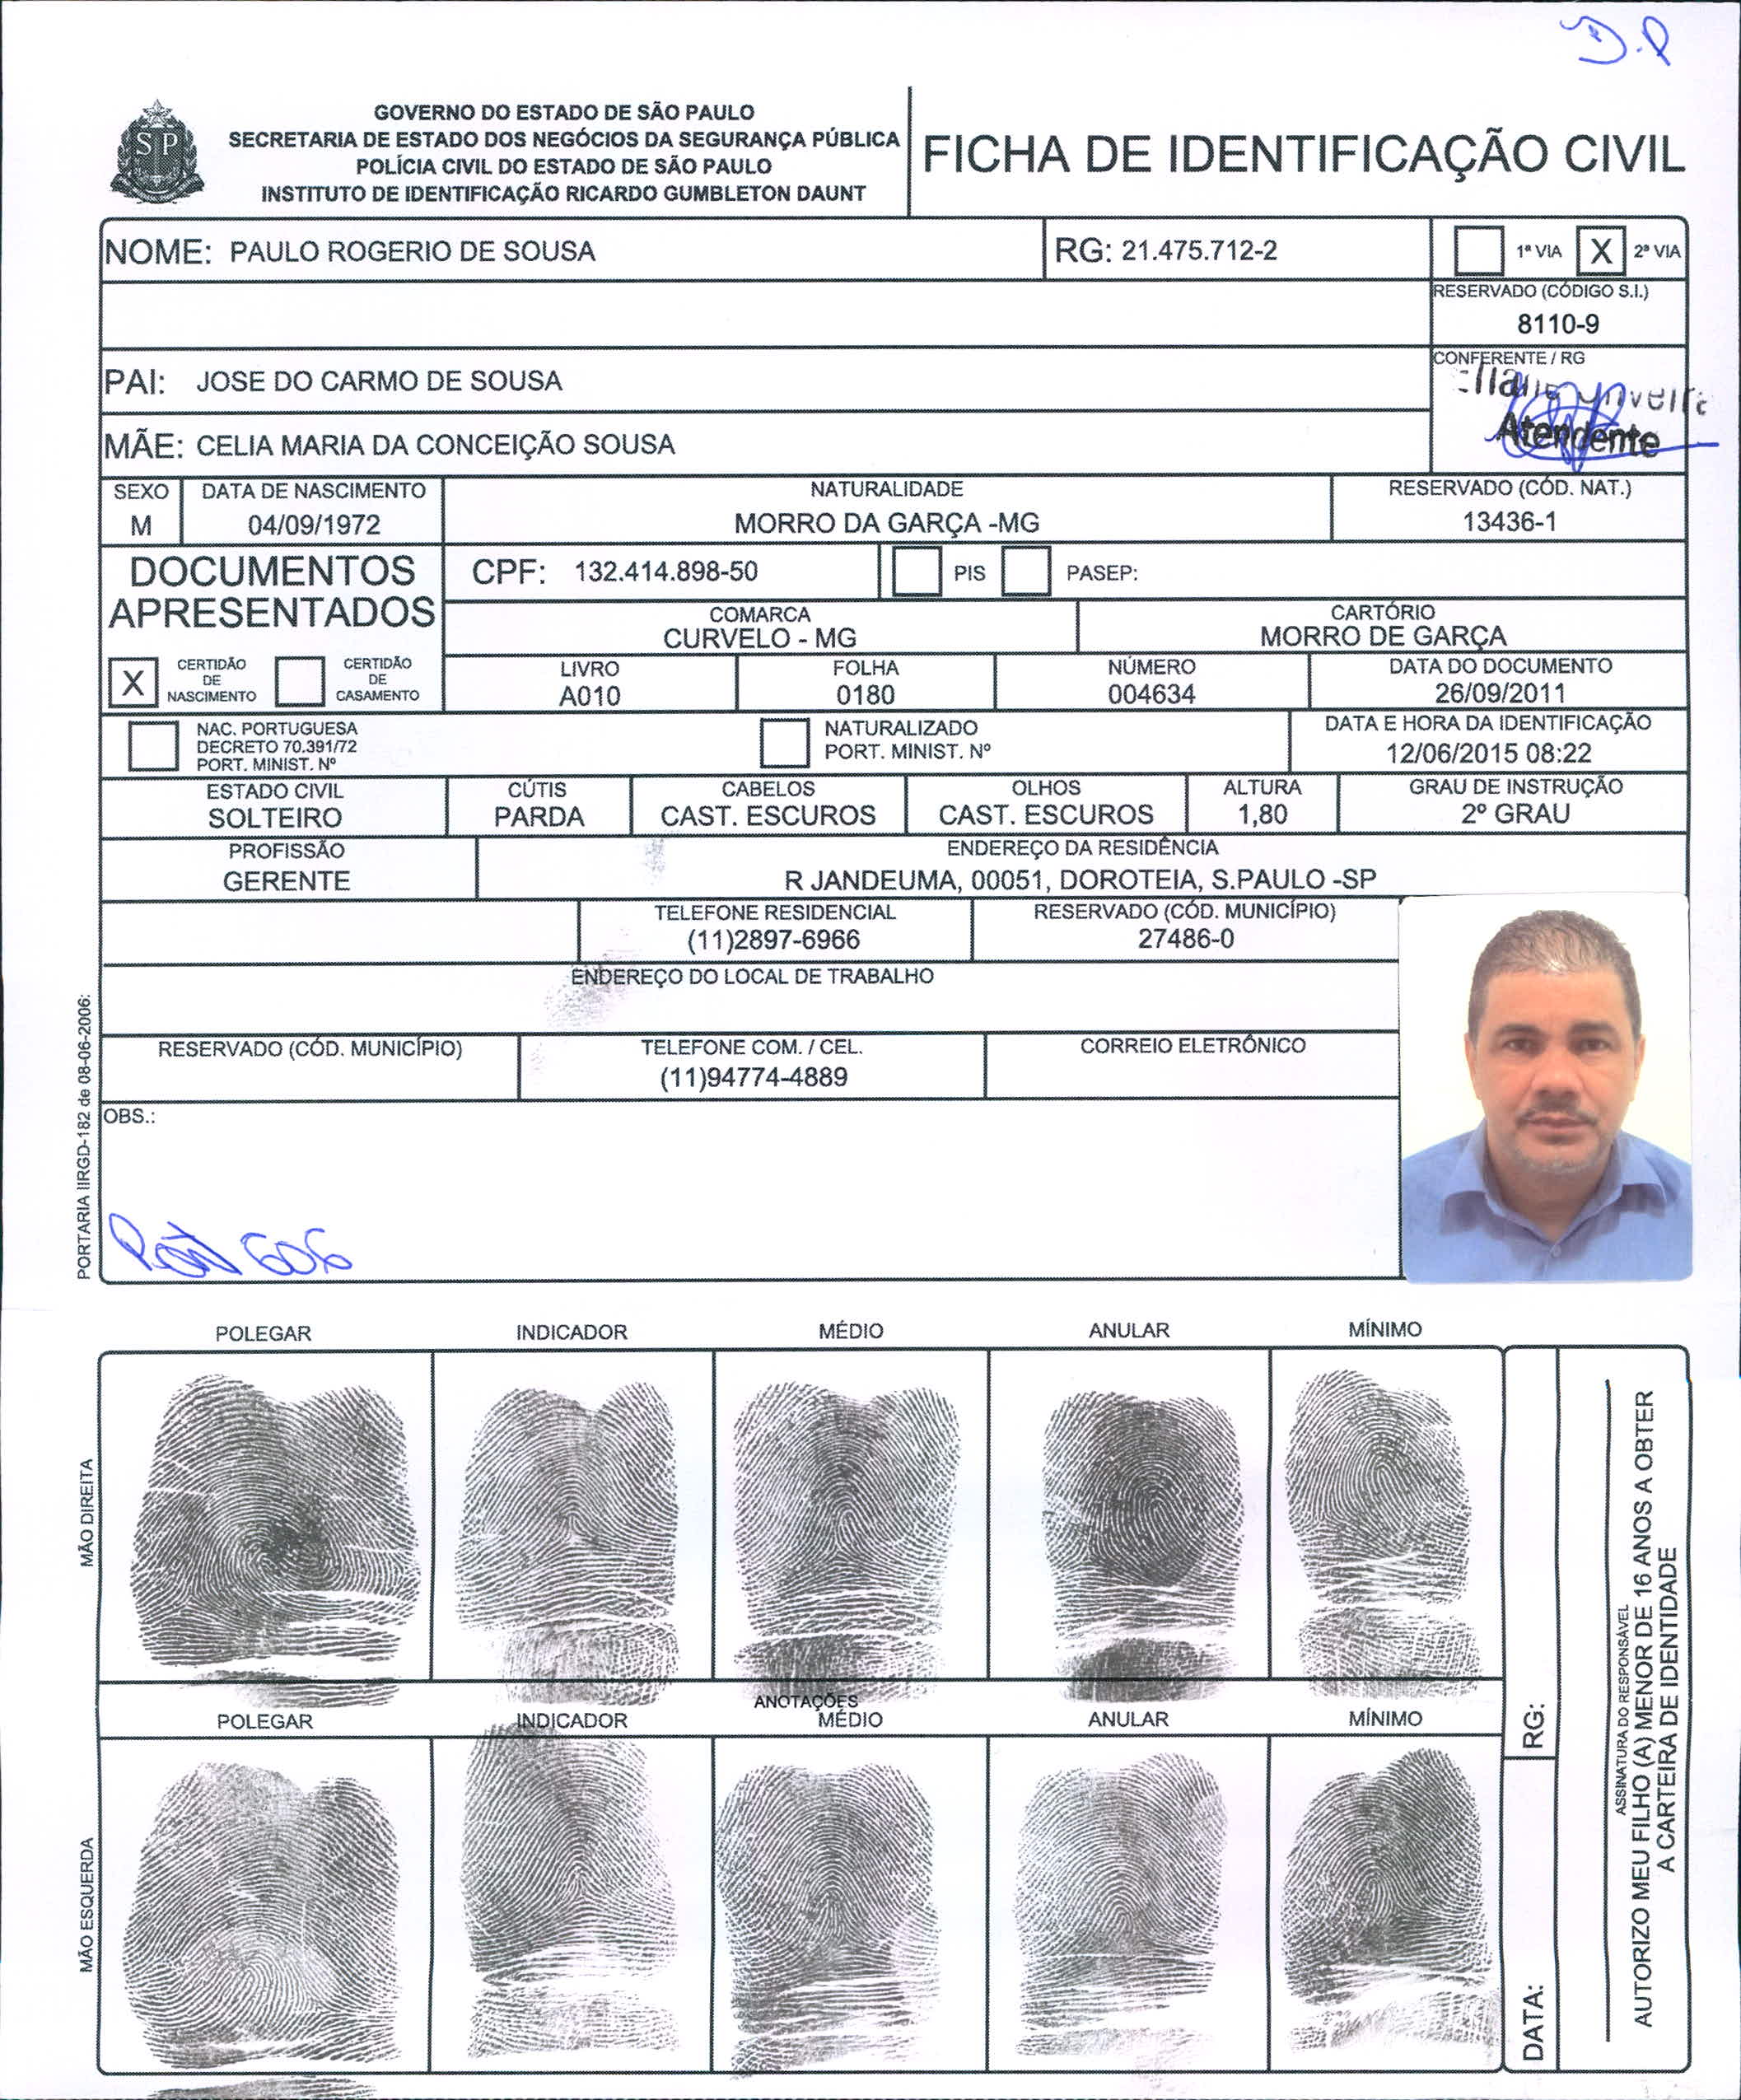 D.P
GOVERNO DO ESTADO DE SÃO PAULO
SECRETARIA DE ESTADO DOS NEGÓCIOS DA SEGURANÇA PÚBLICA
POLÍCIA CIVIL DO ESTADO DE SÃO PAULO
INSTITUTO DE IDENTIFICAÇÃO RICARDO GUMBLETON DAUNT
SP
FICHA DE IDENTIFICAÇÃO CIVIL
NOME: PAULO ROGERIO DE SOUSA
RG: 21.475.712-2
1ª VIA X 2ª VIA
RESERVADO (CÓDIGO S.I.)
8110-9
PAI: JOSE DO CARMO DE SOUSA
CONFERENTE / RG
Atendente
MÃE: CELIA MARIA DA CONCEIÇÃO SOUSA
SEXO
M
DATA DE NASCIMENTO
04/09/1972
NATURALIDADE
MORRO DA GARÇA -MG
RESERVADO (CÓD. NAT.)
13436-1
DOCUMENTOS
APRESENTADOS
CPF: 132.414.898-50
PIS
PASEP:
COMARCA
CURVELO - MG
CARTÓRIO
MORRO DE GARÇA
X
CERTIDÃO
DE
NASCIMENTO
CERTIDÃO
DE
CASAMENTO
LIVRO
A010
FOLHA
0180
NÚMERO
004634
DATA DO DOCUMENTO
26/09/2011
NAC. PORTUGUESA
DECRETO 70.391/72
PORT. MINIST. Nº
NATURALIZADO
PORT. MINIST. Nº
DATA E HORA DA IDENTIFICAÇÃO
12/06/2015 08:22
ESTADO CIVIL
SOLTEIRO
CÚTIS
PARDA
CABELOS
CAST. ESCUROS
OLHOS
CAST. ESCUROS
ALTURA
1,80
GRAU DE INSTRUÇÃO
2º GRAU
PROFISSÃO
GERENTE
ENDEREÇO DA RESIDÊNCIA
R JANDEUMA, 00051, DOROTEIA, S.PAULO -SP
TELEFONE RESIDENCIAL
(11)2897-6966
RESERVADO (CÓD. MUNICÍPIO)
27486-0
ENDEREÇO DO LOCAL DE TRABALHO
RESERVADO (CÓD. MUNICÍPIO)
TELEFONE COM. / CEL.
(11)94774-4889
CORREIO ELETRÔNICO
OBS.:
PORTARIA IIRGD-182 de 08-06-2006:
POLEGAR
INDICADOR
MÉDIO
ANULAR
MÍNIMO
MÃO DIREITA
ANOTAÇÕES
POLEGAR
INDICADOR
MÉDIO
ANULAR
MÍNIMO
MÃO ESQUERDA
RG:
DATA:
ASSINATURA DO RESPONSÁVEL
AUTORIZO MEU FILHO (A) MENOR DE 16 ANOS A OBTER
A CARTEIRA DE IDENTIDADE